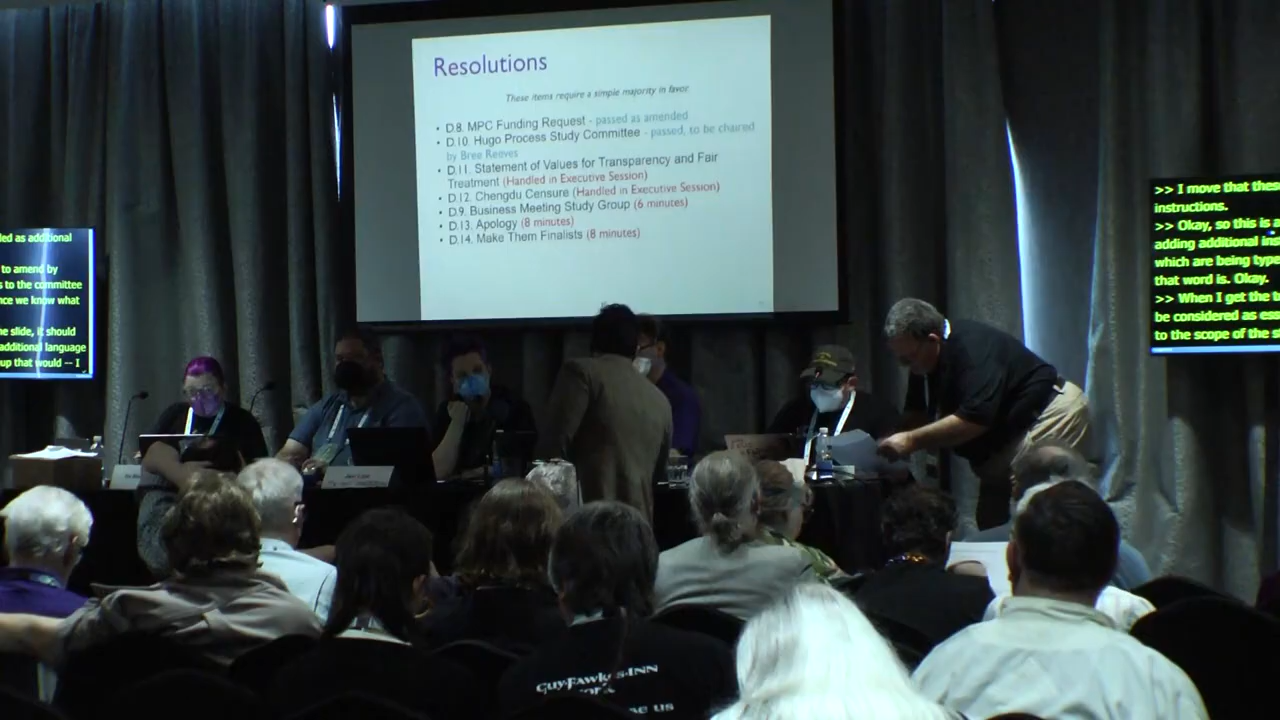 Resolutions
These items require a simple majority in favor.
• D.8. MPC Funding Request - passed as amended
• D.10. Hugo Process Study Committee - passed, to be chaired
by Bree Reeves
• D.11. Statement of Values for Transparency and Fair
Treatment (Handled in Executive Session)
• D.12. Chengdu Censure (Handled in Executive Session)
• D.9. Business Meeting Study Group (6 minutes)
• D.13. Apology (8 minutes)
• D.14. Make Them Finalists (8 minutes)
led as additional
to amend by
s to the committee
nce we know what
he slide, it should
additional language
up that would -- I
>> I move that these
instructions.
>> Okay, so this is a
adding additional ins
which are being type
that word is. Okay.
>> When I get the t
be considered as ess
to the scope of the s
Guy-Fawkes-Inn
York
us